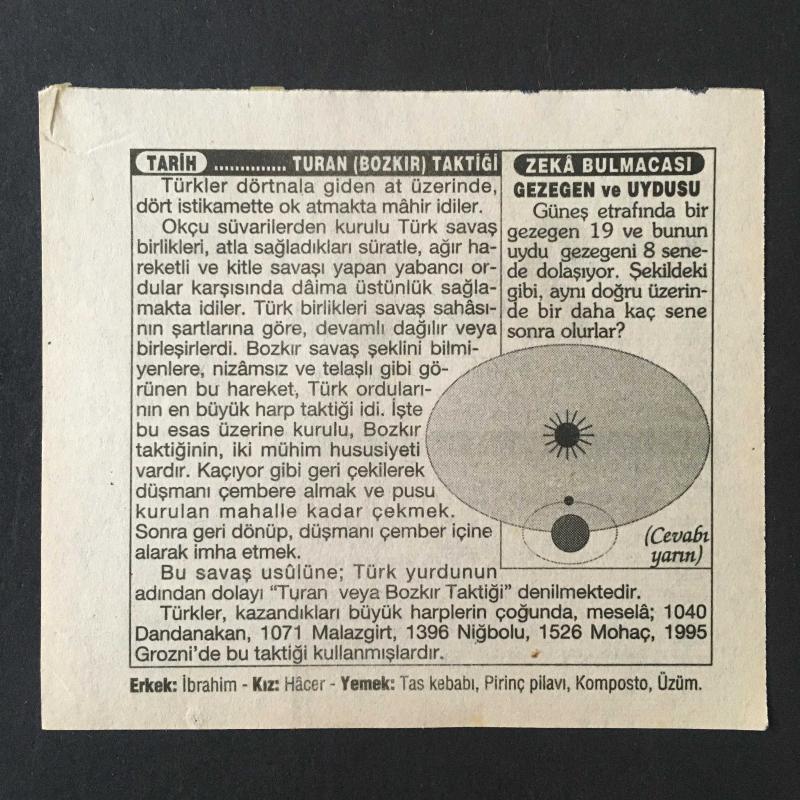 TARİH .............. TURAN (BOZKIR) TAKTİĞİ
Türkler dörtnala giden at üzerinde,
dört istikamette ok atmakta mâhir idiler.
Okçu süvarilerden kurulu Türk savaş
birlikleri, atla sağladıkları süratle, ağır ha-
reketli ve kitle savaşı yapan yabancı or-
dular karşısında dâima üstünlük sağla-
makta idiler. Türk birlikleri savaş sahâsı-
nın şartlarına göre, devamlı dağılır veya
birleşirlerdi. Bozkır savaş şeklini bilmi-
yenlere, nizâmsız ve telaşlı gibi gö-
rünen bu hareket, Türk orduları-
nın en büyük harp taktiği idi. İşte
bu esas üzerine kurulu, Bozkır
taktiğinin, iki mühim hususiyeti
vardır. Kaçıyor gibi geri çekilerek
düşmanı çembere almak ve pusu
kurulan mahalle kadar çekmek.
Sonra geri dönüp, düşmanı çember içine
alarak imha etmek.
Bu savaş usûlüne; Türk yurdunun
adından dolayı “Turan veya Bozkır Taktiği” denilmektedir.
Türkler, kazandıkları büyük harplerin çoğunda, meselâ; 1040
Dandanakan, 1071 Malazgirt, 1396 Niğbolu, 1526 Mohaç, 1995
Grozni’de bu taktiği kullanmışlardır.
ZEKÂ BULMACASI
GEZEGEN ve UYDUSU
Güneş etrafında bir
gezegen 19 ve bunun
uydu gezegeni 8 sene-
de dolaşıyor. Şekildeki
gibi, aynı doğru üzerin-
de bir daha kaç sene
sonra olurlar?
(Cevabı
yarın)
Erkek: İbrahim - Kız: Hâcer - Yemek: Tas kebabı, Pirinç pilavı, Komposto, Üzüm.